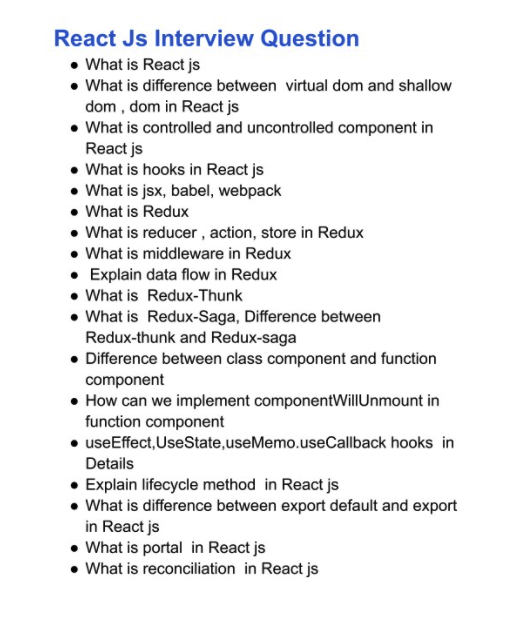 React Js Interview Question
● What is React js
● What is difference between virtual dom and shallow
dom , dom in React js
● What is controlled and uncontrolled component in
React js
● What is hooks in React js
● What is jsx, babel, webpack
● What is Redux
● What is reducer , action, store in Redux
● What is middleware in Redux
● Explain data flow in Redux
● What is Redux-Thunk
● What is Redux-Saga, Difference between
Redux-thunk and Redux-saga
● Difference between class component and function
component
● How can we implement componentWillUnmount in
function component
● useEffect,UseState,useMemo.useCallback hooks in
Details
● Explain lifecycle method in React js
● What is difference between export default and export
in React js
● What is portal in React js
● What is reconciliation in React js